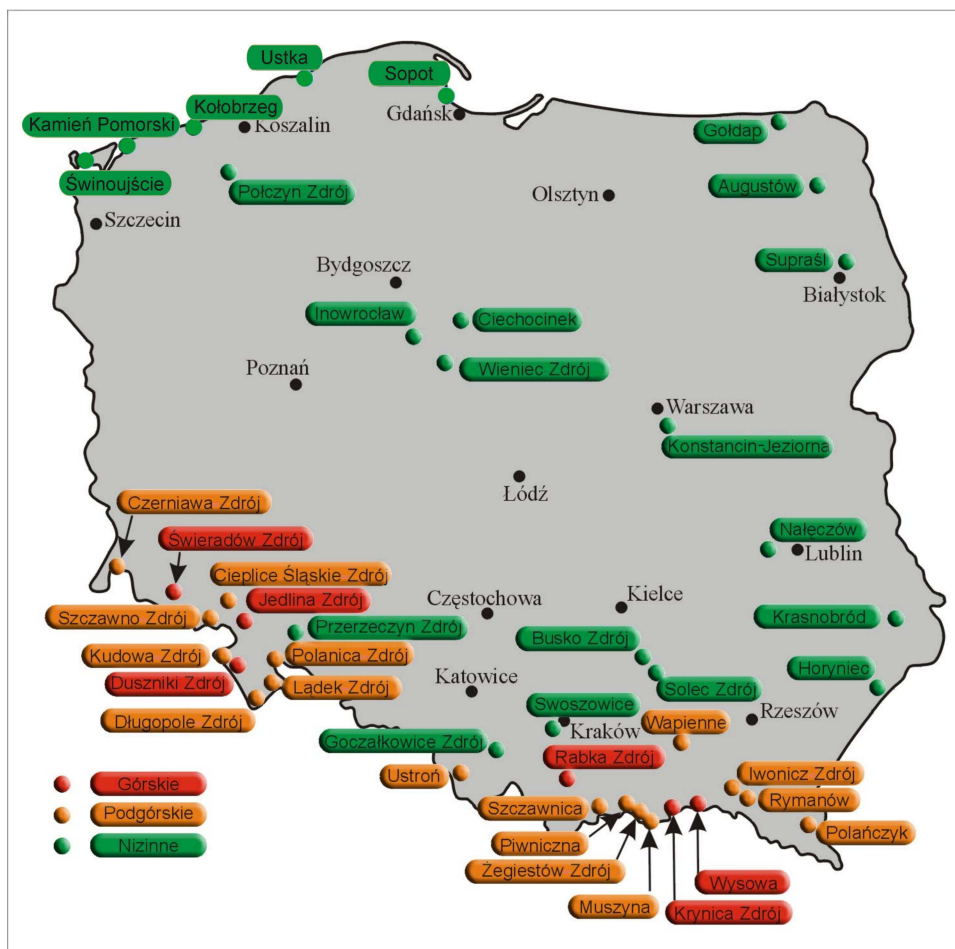 Ustka
Sopot
Kołobrzeg
Kamień Pomorski
Koszalin
Gdańsk
Gołdap
Świnoujście
Połczyn Zdrój
Olsztyn
Augustów
Szczecin
Bydgoszcz
Supraśl
Białystok
Inowrocław
Ciechocinek
Poznań
Wieniec Zdrój
Warszawa
Konstancin-Jeziorna
Łódź
Czerniawa Zdrój
Świeradów Zdrój
Nałęczów
Lublin
Cieplice Śląskie Zdrój
Jedlina Zdrój
Częstochowa
Kielce
Szczawno Zdrój
Przerzeczyn Zdrój
Busko Zdrój
Krasnobród
Kudowa Zdrój
Polanica Zdrój
Horyniec
Duszniki Zdrój
Lądek Zdrój
Katowice
Solec Zdrój
Długopole Zdrój
Swoszowice
Wapienne
Rzeszów
Goczałkowice Zdrój
Kraków
Rabka Zdrój
Ustroń
Iwonicz Zdrój
Górskie
Szczawnica
Rymanów
Podgórskie
Piwniczna
Polańczyk
Nizinne
Żegiestów Zdrój
Wysowa
Muszyna
Krynica Zdrój